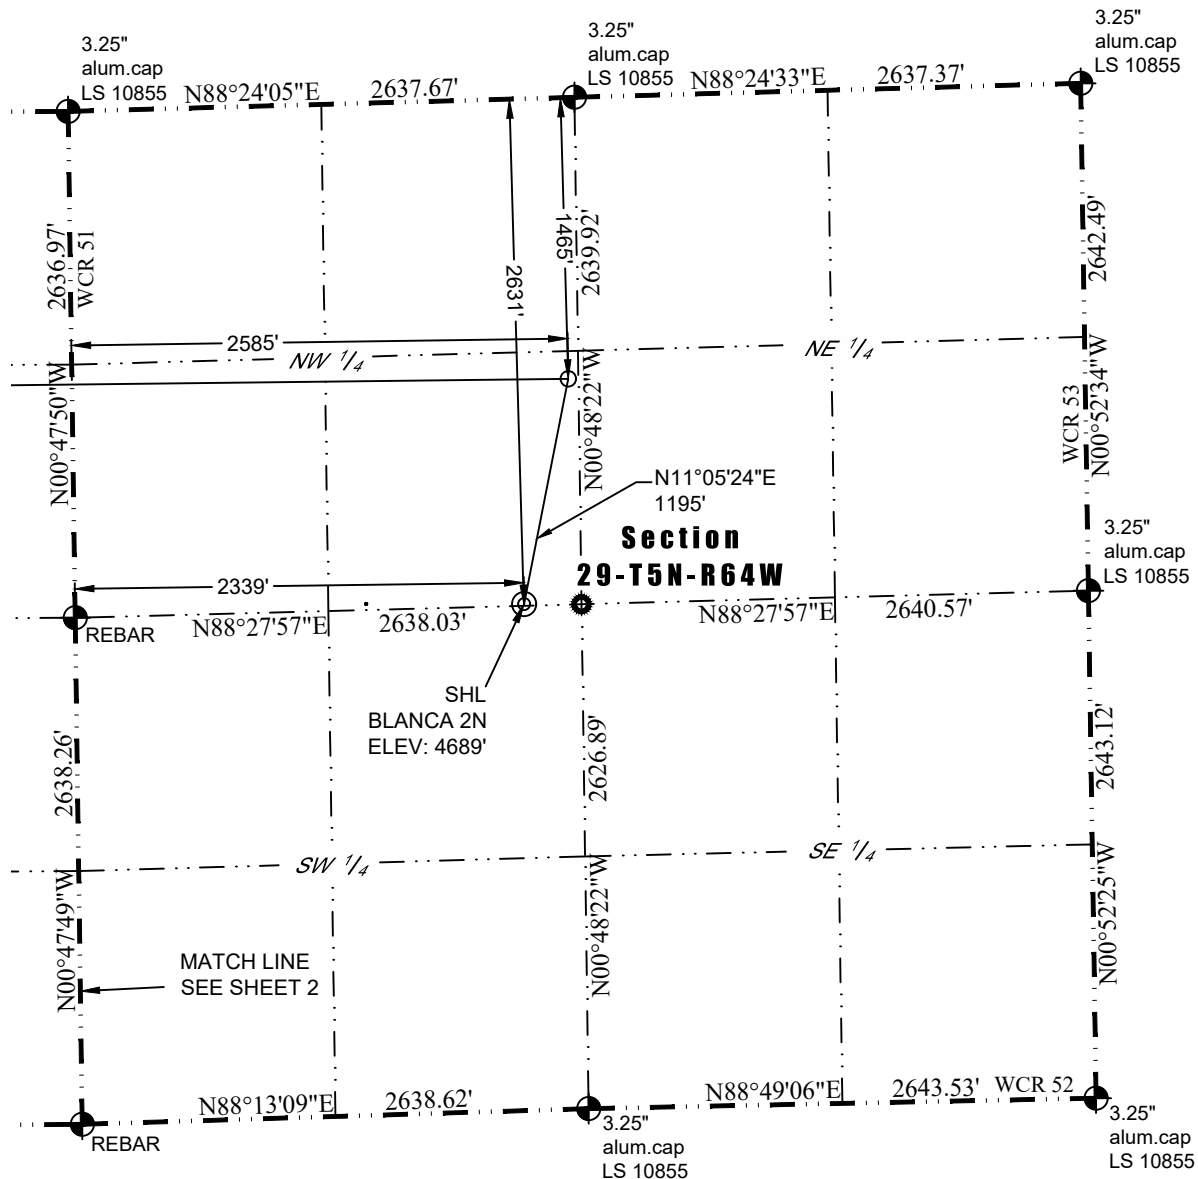 3.25"
alum.cap
LS 10855
3.25"
alum.cap
LS 10855
3.25"
alum.cap
LS 10855
N88°24'05"E
2637.67'
N88°24'33"E
2637.37'
2636.97'
WCR 51
2631'
1465'
2639.92'
2642.49'
2585'
NW 1/4
NE 1/4
N00°47'50"W
N00°48'22"W
WCR 53
N00°52'34"W
N11°05'24"E
1195'
Section
29-T5N-R64W
3.25"
alum.cap
LS 10855
2339'
REBAR
N88°27'57"E
2638.03'
N88°27'57"E
2640.57'
SHL
BLANCA 2N
ELEV: 4689'
2638.26'
2626.89'
2643.12'
SW 1/4
SE 1/4
N00°47'49"W
N00°48'22"W
N00°52'25"W
MATCH LINE
SEE SHEET 2
N88°13'09"E
2638.62'
N88°49'06"E
2643.53'
WCR 52
REBAR
3.25"
alum.cap
LS 10855
3.25"
alum.cap
LS 10855